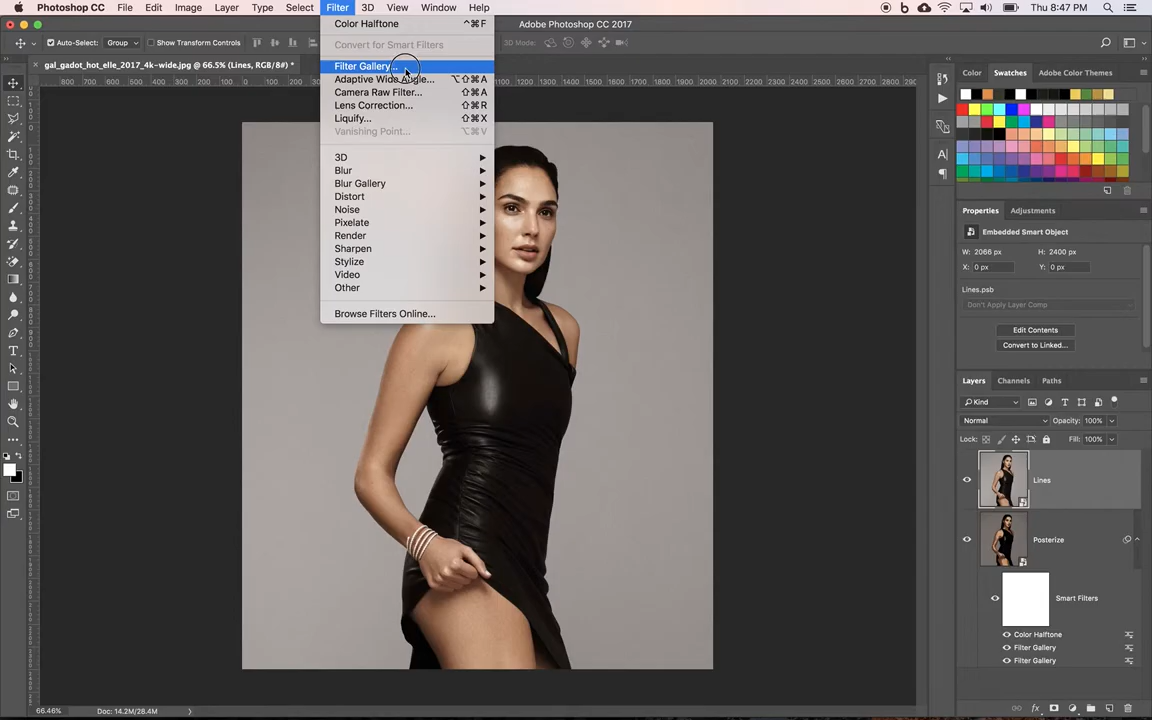 Photoshop CC File Edit Image Layer Type Select Filter 3D View Window Help Thu 8:47 PM
Adobe Photoshop CC 2017
Auto-Select: Group Show Transform Controls 3D Mode:
gal_gadot_hot_elle_2017_4k-wide.jpg @ 66.5% (Lines, RGB/8#) *
Color Halftone ^⌘F
Convert for Smart Filters
Filter Gallery...
Adaptive Wide Angle... ⌥⇧⌘A
Camera Raw Filter... ⇧⌘A
Lens Correction... ⇧⌘R
Liquify... ⇧⌘X
Vanishing Point... ⌥⌘V
3D
Blur
Blur Gallery
Distort
Noise
Pixelate
Render
Sharpen
Stylize
Video
Other
Browse Filters Online...
Color Swatches Adobe Color Themes
Properties Adjustments
Embedded Smart Object
W: 2066 px H: 2400 px
X: 0 px Y: 0 px
Lines.psb
Don't Apply Layer Comp
Edit Contents
Convert to Linked...
Layers Channels Paths
Kind
Normal Opacity: 100%
Lock: Fill: 100%
Lines
Posterize
Smart Filters
Color Halftone
Filter Gallery
Filter Gallery
66.46% Doc: 14.2M/28.4M